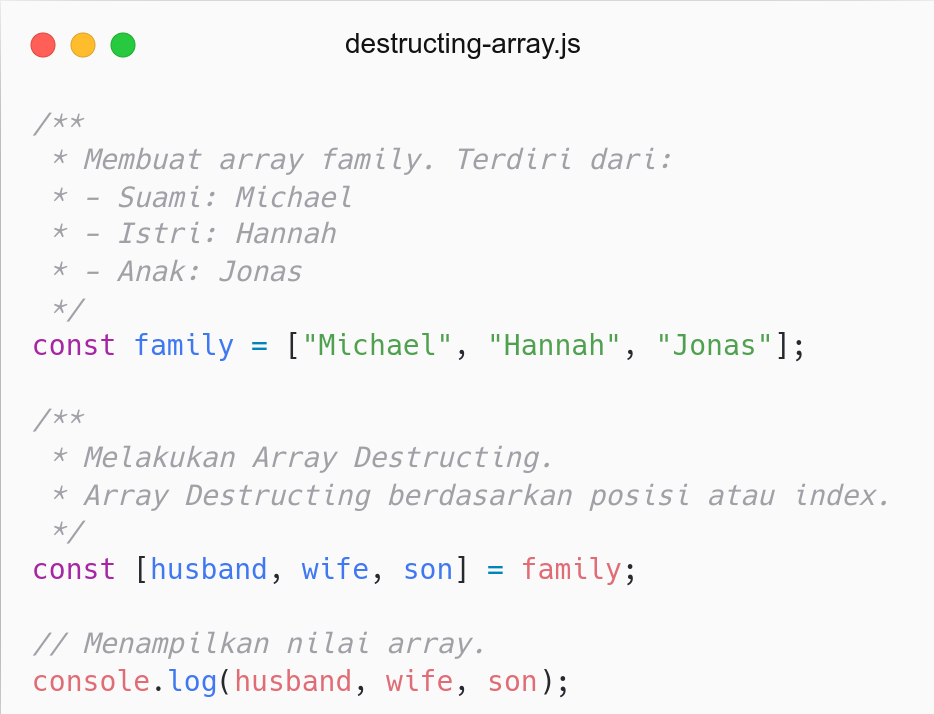 destructing-array.js
/**
 * Membuat array family. Terdiri dari:
 * - Suami: Michael
 * - Istri: Hannah
 * - Anak: Jonas
 */
const family = ["Michael", "Hannah", "Jonas"];
/**
 * Melakukan Array Destructing.
 * Array Destructing berdasarkan posisi atau index.
 */
const [husband, wife, son] = family;
// Menampilkan nilai array.
console.log(husband, wife, son);